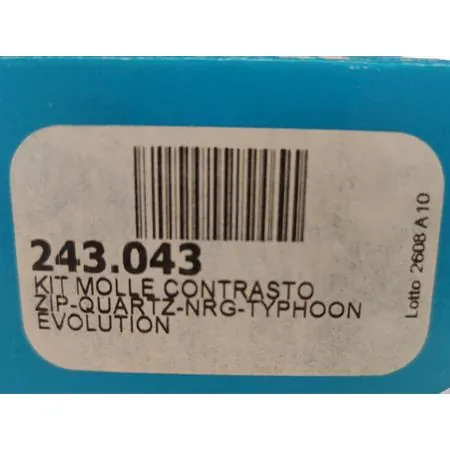 243.043
KIT MOLLE CONTRASTO
ZIP-QUARTZ-NRG-TYPHOON
EVOLUTION
Lotto 2608 A 10